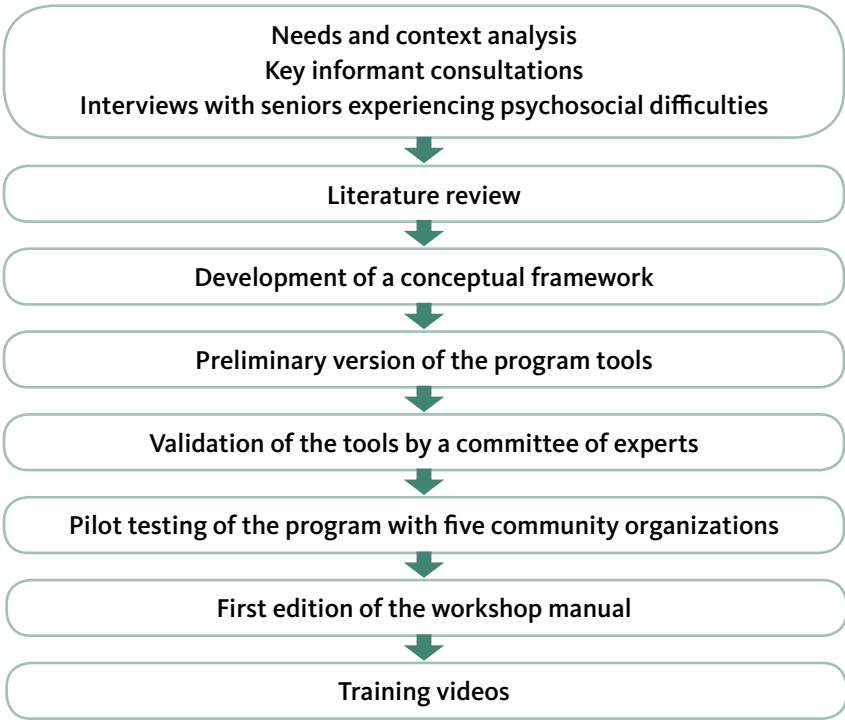 Needs and context analysis
Key informant consultations
Interviews with seniors experiencing psychosocial difficulties
Literature review
Development of a conceptual framework
Preliminary version of the program tools
Validation of the tools by a committee of experts
Pilot testing of the program with five community organizations
First edition of the workshop manual
Training videos